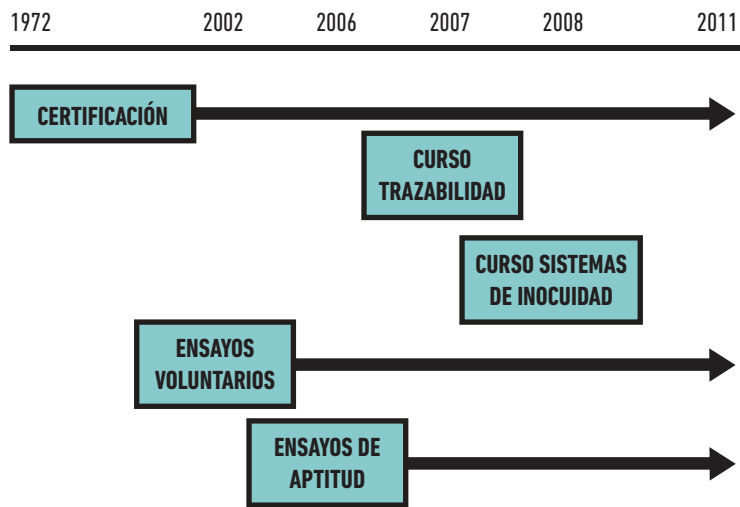 1972 2002 2006 2007 2008 2011
CERTIFICACIÓN
CURSO
TRAZABILIDAD
CURSO SISTEMAS
DE INOCUIDAD
ENSAYOS
VOLUNTARIOS
ENSAYOS DE
APTITUD